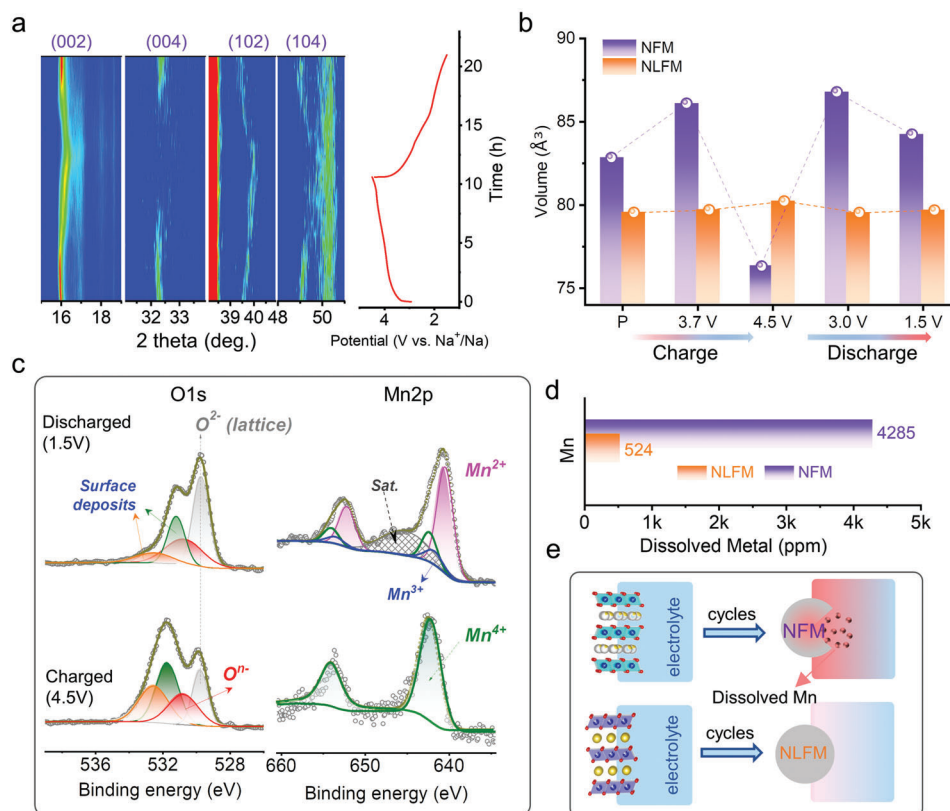 a
(002)
(004)
(102)
(104)
20
15
10
5
0
Time (h)
16
18
32
33
39
40
48
50
4
2
2 theta (deg.)
Potential (V vs. Na⁺/Na)
b
NFM
NLFM
85
80
75
Volume (Å³)
P
3.7 V
4.5 V
3.0 V
1.5 V
Charge
Discharge
c
O1s
Mn2p
Discharged
(1.5V)
O²⁻ (lattice)
Surface
deposits
Mn²⁺
Sat.
Mn³⁺
Charged
(4.5V)
Oⁿ⁻
Mn⁴⁺
536
532
528
660
650
640
Binding energy (eV)
Binding energy (eV)
d
Mn
4285
524
NLFM
NFM
0
1k
2k
3k
4k
5k
Dissolved Metal (ppm)
e
electrolyte
cycles
NFM
Dissolved Mn
electrolyte
cycles
NLFM